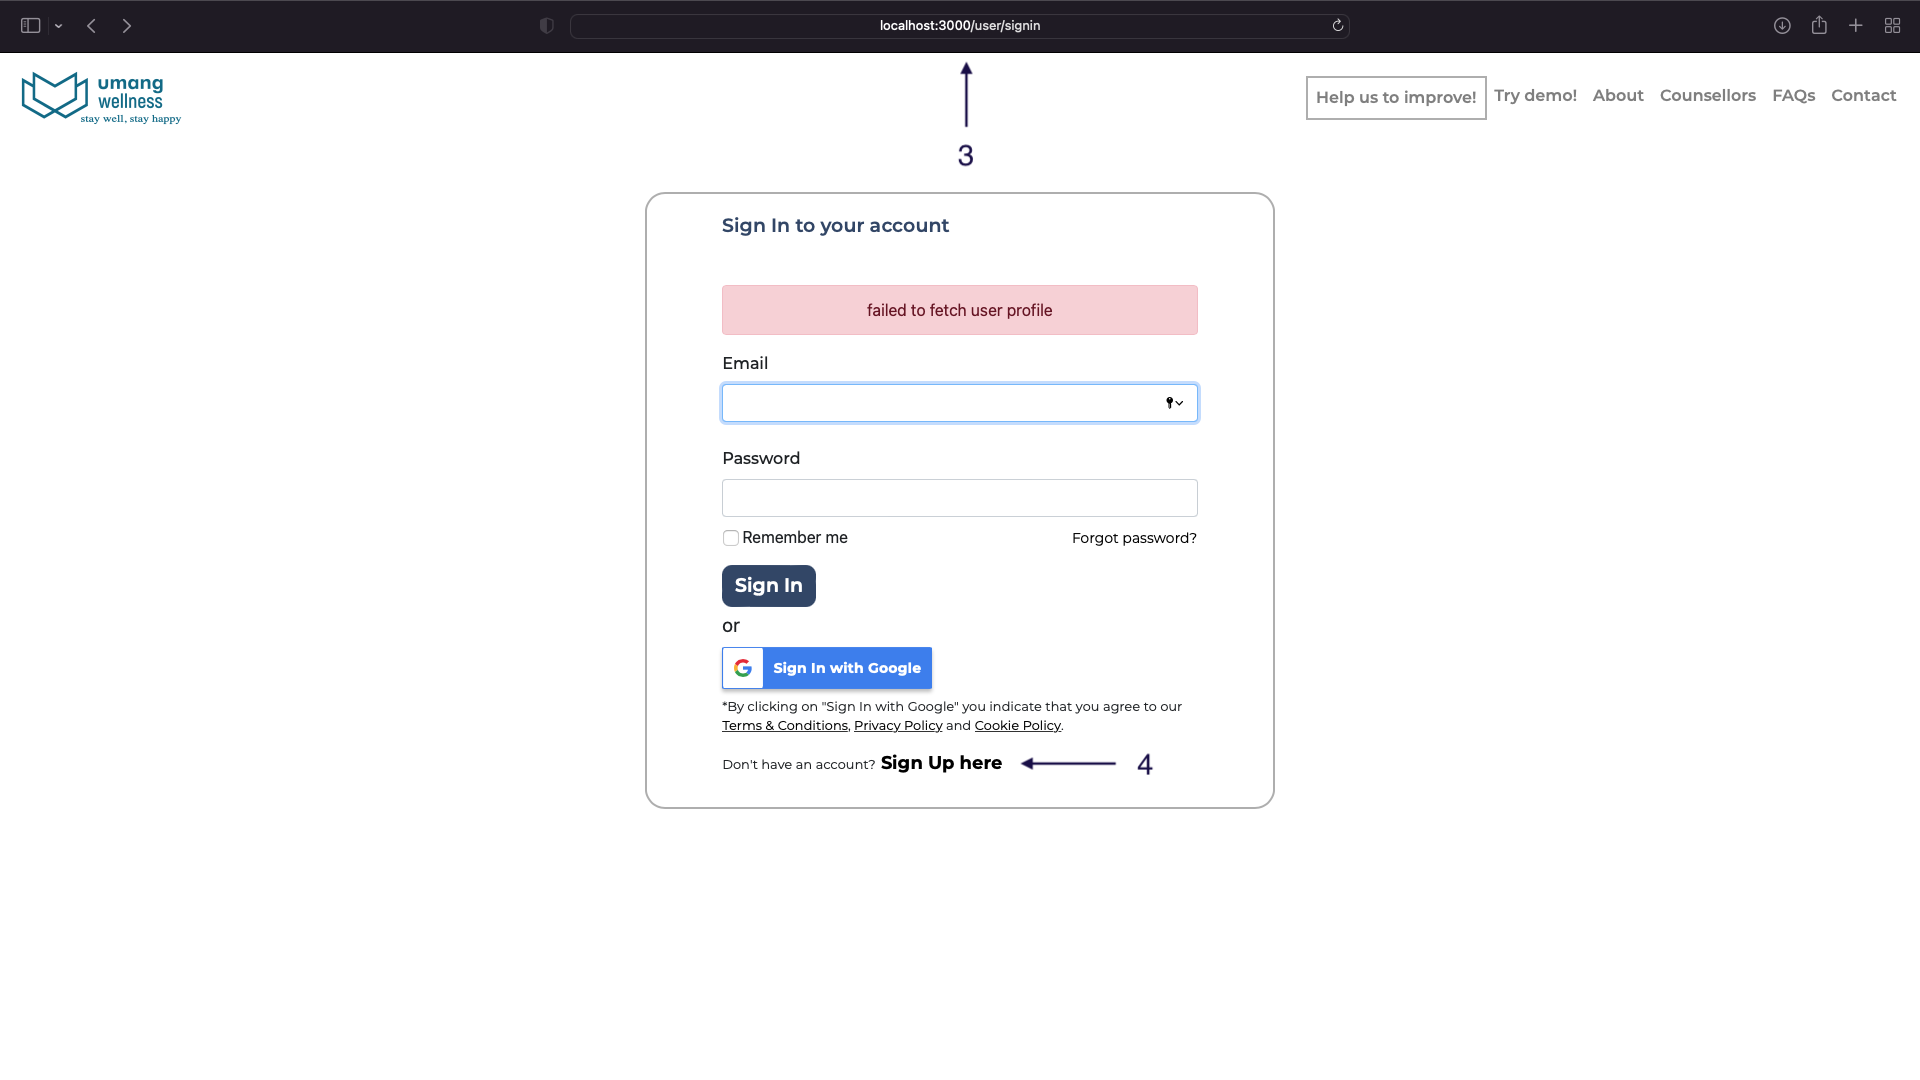 localhost:3000/user/signin
umang
wellness
stay well, stay happy
Help us to improve! Try demo! About Counsellors FAQs Contact
3
Sign In to your account
failed to fetch user profile
Email
Password
Remember me Forgot password?
Sign In
or
G Sign In with Google
*By clicking on "Sign In with Google" you indicate that you agree to our
Terms & Conditions, Privacy Policy and Cookie Policy.
Don't have an account? Sign Up here 4